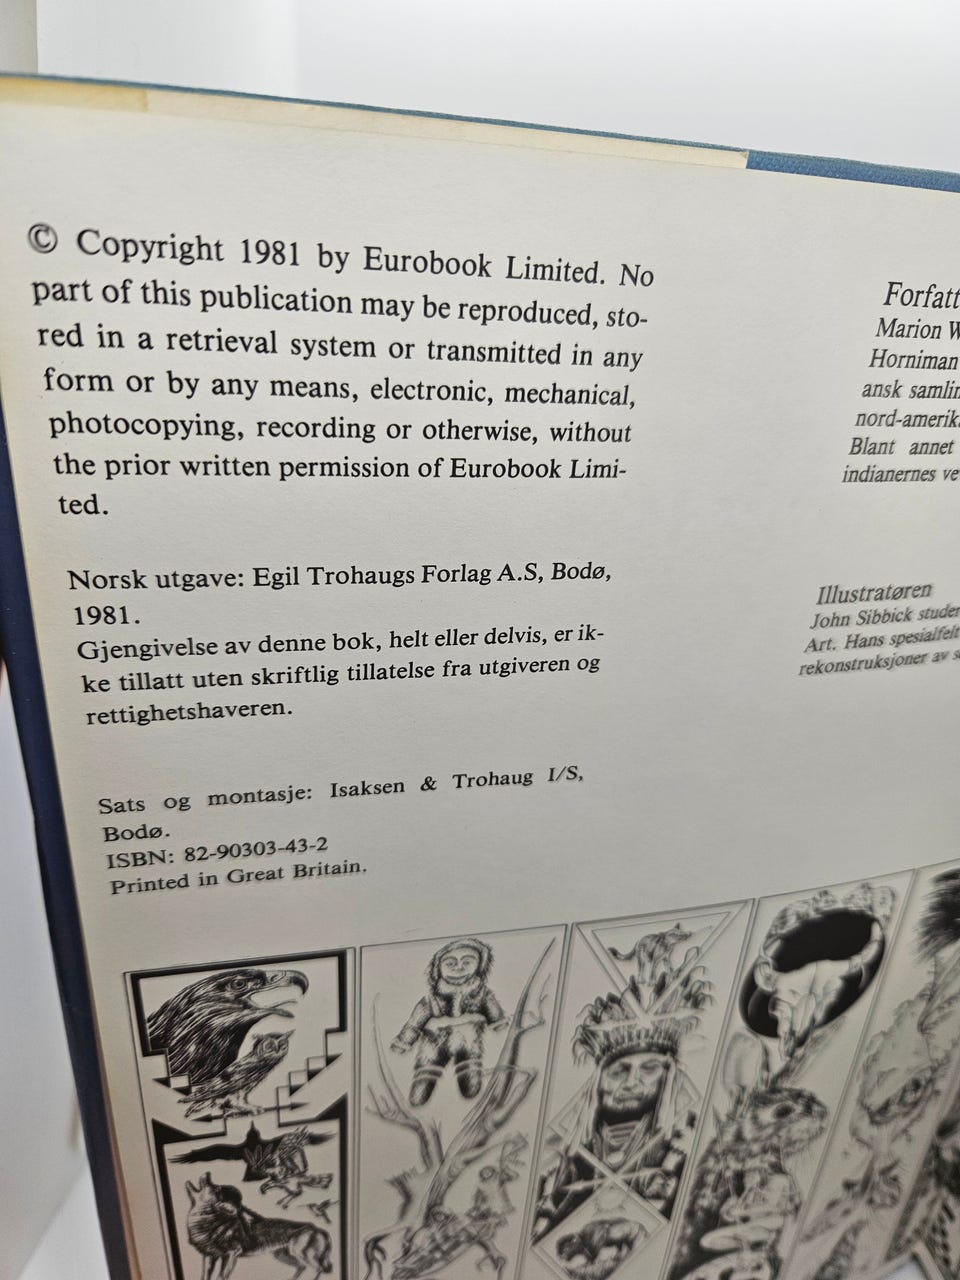 © Copyright 1981 by Eurobook Limited. No
part of this publication may be reproduced, sto-
red in a retrieval system or transmitted in any
form or by any means, electronic, mechanical,
photocopying, recording or otherwise, without
the prior written permission of Eurobook Limi-
ted.
Norsk utgave: Egil Trohaugs Forlag A.S, Bodø,
1981.
Gjengivelse av denne bok, helt eller delvis, er ik-
ke tillatt uten skriftlig tillatelse fra utgiveren og
rettighetshaveren.
Sats og montasje: Isaksen & Trohaug I/S,
Bodø.
ISBN: 82-90303-43-2
Printed in Great Britain.
Forfatt
Marion W
Horniman
ansk samlin
nord-amerik
Blant annet
indianernes ve
Illustratøren
John Sibbick studer
Art. Hans spesialfelt
rekonstruksjoner av s